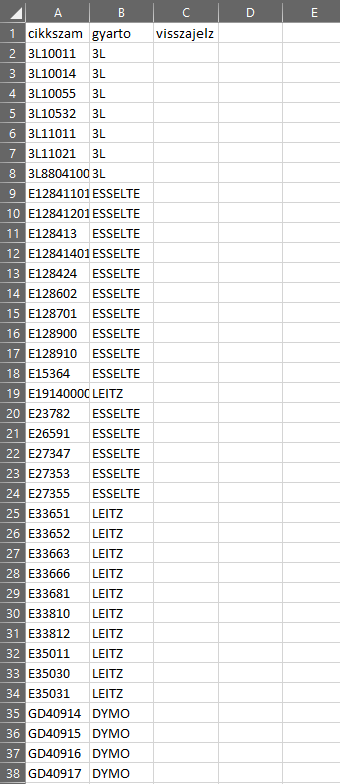 A B C D E
1 cikkszam gyarto visszajelz
2 3L10011 3L
3 3L10014 3L
4 3L10055 3L
5 3L10532 3L
6 3L11011 3L
7 3L11021 3L
8 3L8804100 3L
9 E12841101 ESSELTE
10 E12841201 ESSELTE
11 E128413 ESSELTE
12 E12841401 ESSELTE
13 E128424 ESSELTE
14 E128602 ESSELTE
15 E128701 ESSELTE
16 E128900 ESSELTE
17 E128910 ESSELTE
18 E15364 ESSELTE
19 E19140000 LEITZ
20 E23782 ESSELTE
21 E26591 ESSELTE
22 E27347 ESSELTE
23 E27353 ESSELTE
24 E27355 ESSELTE
25 E33651 LEITZ
26 E33652 LEITZ
27 E33663 LEITZ
28 E33666 LEITZ
29 E33681 LEITZ
30 E33810 LEITZ
31 E33812 LEITZ
32 E35011 LEITZ
33 E35030 LEITZ
34 E35031 LEITZ
35 GD40914 DYMO
36 GD40915 DYMO
37 GD40916 DYMO
38 GD40917 DYMO